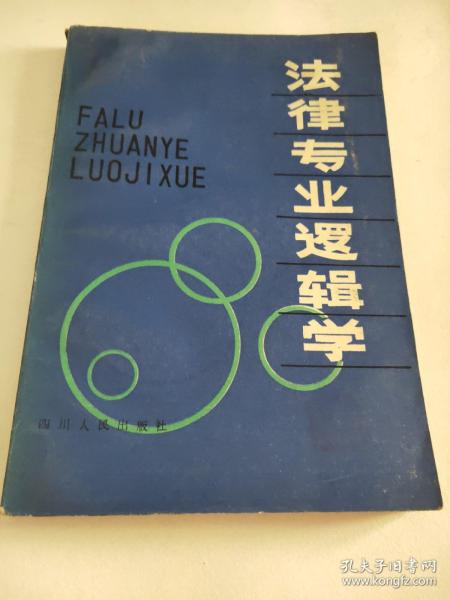 法律专业逻辑学
FALU
ZHUANYE
LUOJIXUE
四川人民出版社
孔夫子旧书网
www.kongfz.com